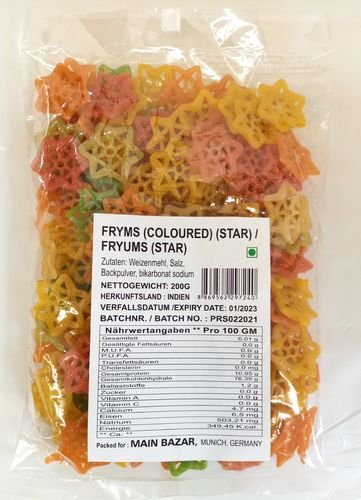 FRYMS (COLOURED) (STAR) /
FRYUMS (STAR)
Zutaten: Weizenmehl, Salz,
Backpulver, bikarbonat sodium
NETTOGEWICHT: 200G
HERKUNFTSLAND : INDIEN
8 869562 297240
VERFALLSDATUM /EXPIRY DATE: 01/2023
BATCHNR. / BATCH NO. : PRS022021
Nährwertangaben ** Pro 100 GM
Gesamtfett 0.01 g
Gesättigte Fettsäuren 0.0 g
M.U.F.A. 0.0 g
P.U.F.A. 0.0 g
Transfettsäuren 0.0 g
Cholesterin 0.0 mg
Gesamtprotein 10.95 g
Gesamtkohlenhydrate 76.39 g
Ballaststoffe 1.2 g
Zucker 0.0 g
Vitamin A 0.0 g
Vitamin C 0.0 g
Calcium 4.7 mg
Eisen 6.5 mg
Natrium 503.21 mg
Energie 349.45 K.cal.
** Ca. **
Packed for : MAIN BAZAR, MUNICH, GERMANY